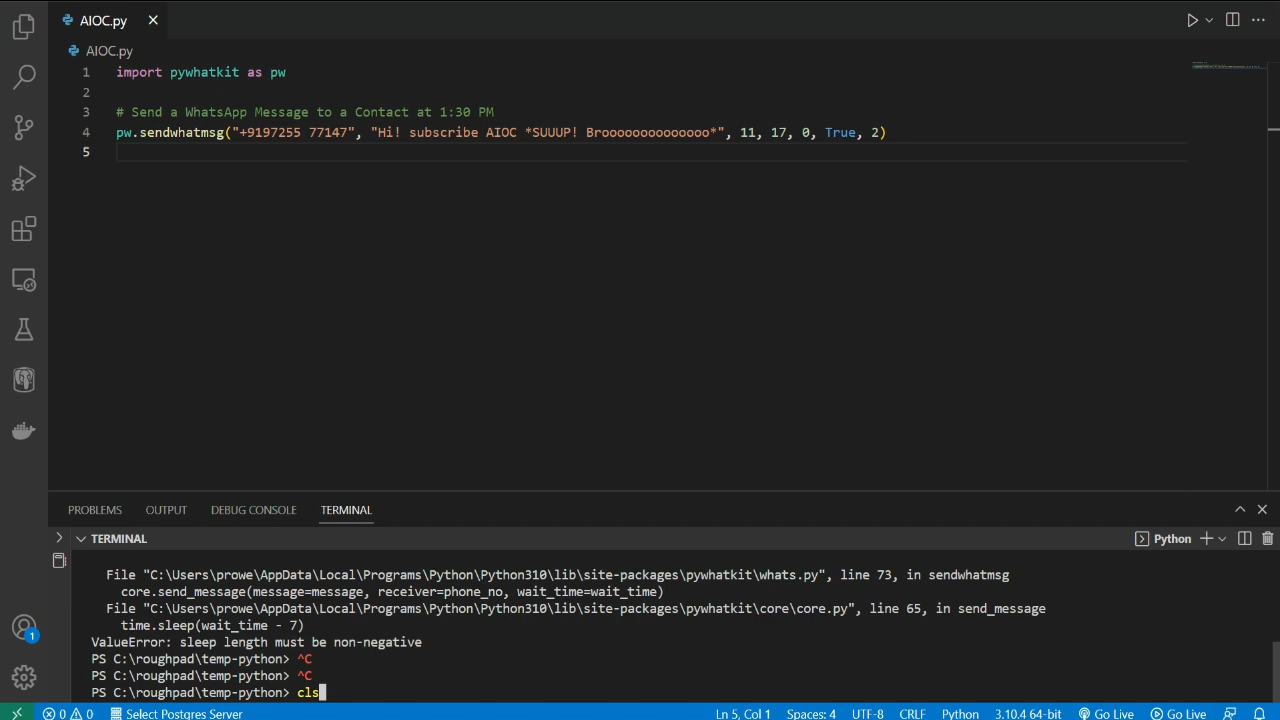 AIOC.py
AIOC.py
1 import pywhatkit as pw
2
3 # Send a WhatsApp Message to a Contact at 1:30 PM
4 pw.sendwhatmsg("+9197255 77147", "Hi! subscribe AIOC *SUUUP! Broooooooooooooo*", 11, 17, 0, True, 2)
5
PROBLEMS OUTPUT DEBUG CONSOLE TERMINAL
TERMINAL Python
File "C:\Users\prowe\AppData\Local\Programs\Python\Python310\lib\site-packages\pywhatkit\whats.py", line 73, in sendwhatmsg
core.send_message(message=message, receiver=phone_no, wait_time=wait_time)
File "C:\Users\prowe\AppData\Local\Programs\Python\Python310\lib\site-packages\pywhatkit\core\core.py", line 65, in send_message
time.sleep(wait_time - 7)
ValueError: sleep length must be non-negative
PS C:\roughpad\temp-python> ^C
PS C:\roughpad\temp-python> ^C
PS C:\roughpad\temp-python> cls
1
0 0 Select Postgres Server Ln 5, Col 1 Spaces: 4 UTF-8 CRLF Python 3.10.4 64-bit Go Live Go Live